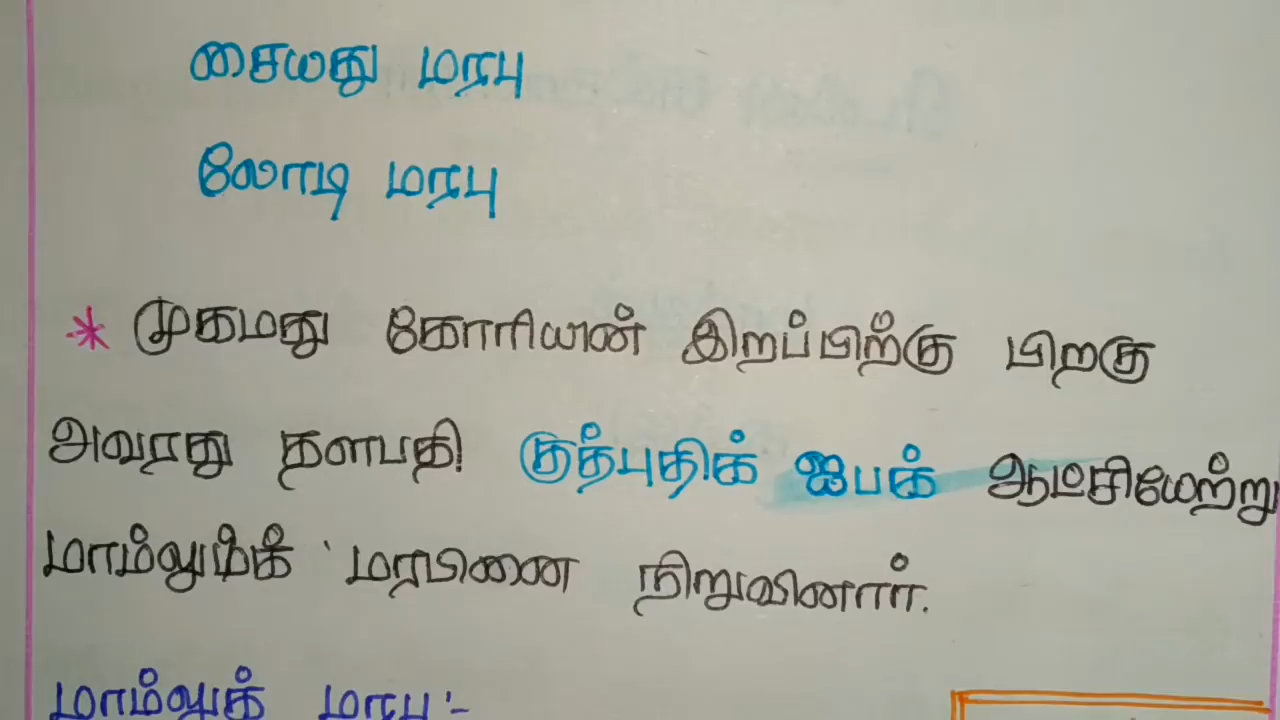 சையது மரபு
லோடி மரபு
* முகமது கோரியின் இறப்பிற்கு பிறகு
அவரது தளபதி குத்புதிக் ஐபக் ஆட்சிமேற்று
மாம்லும்க் மரபினை நிறுவினார்.
மாம்லுக் மரபு :-